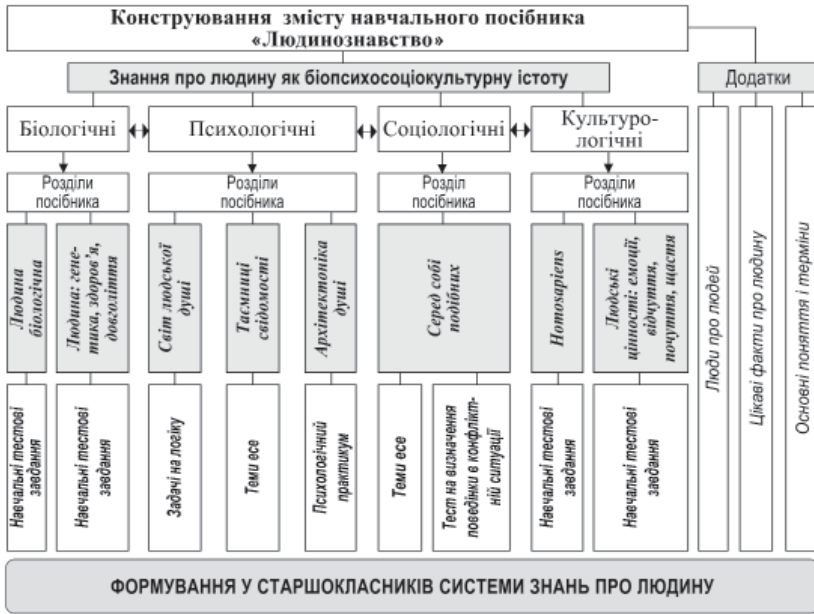 Конструювання змісту навчального посібника
«Людинознавство»
Знання про людину як біопсихосоціокультурну істоту
Додатки
Біологічні
Психологічні
Соціологічні
Культуро-
логічні
Розділи
посібника
Розділи
посібника
Розділ
посібника
Розділи
посібника
Людина
біологічна
Людина: гене-
тика, здоров’я,
довголіття
Світ людської
душі
Таємниці
свідомості
Архітектоніка
душі
Серед собі
подібних
Homosapiens
Людські
цінності: емоції,
відчуття,
почуття, щастя
Люди про людей
Цікаві факти про людину
Основні поняття і терміни
Навчальні тестові
завдання
Навчальні тестові
завдання
Задачі на логіку
Теми есе
Психологічний
практикум
Теми есе
Тест на визначення
поведінки в конфлікт-
ній ситуації
Навчальні тестові
завдання
Навчальні тестові
завдання
ФОРМУВАННЯ У СТАРШОКЛАСНИКІВ СИСТЕМИ ЗНАНЬ ПРО ЛЮДИНУ